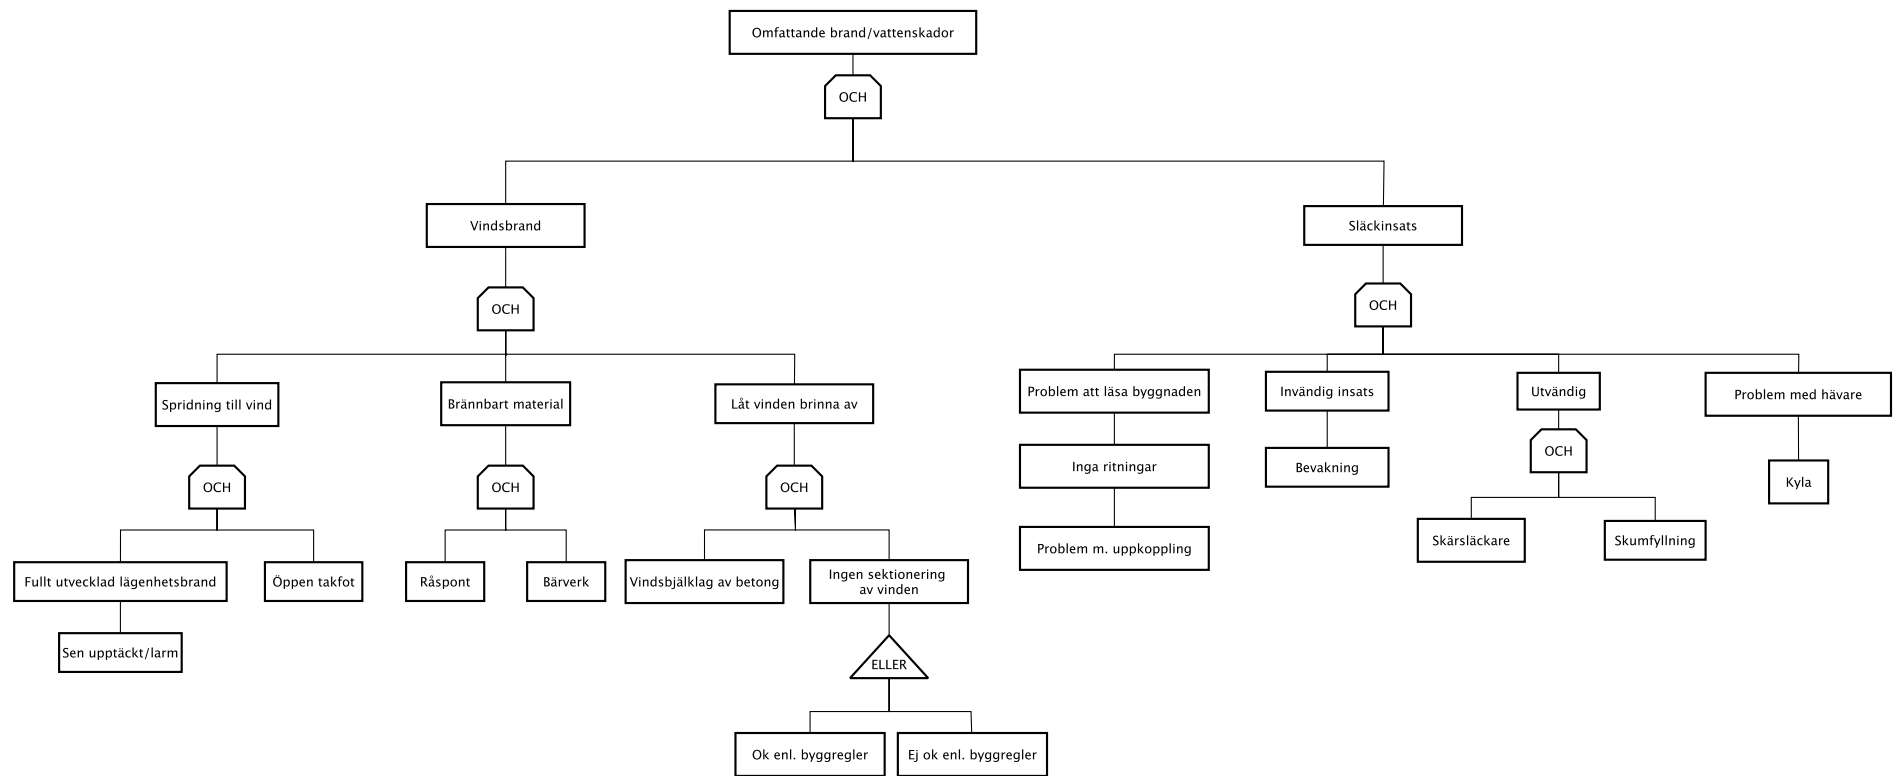 Omfattande brand/vattenskador
OCH
Vindsbrand
Släckinsats
OCH
OCH
Spridning till vind
Brännbart material
Låt vinden brinna av
Problem att läsa byggnaden
Invändig insats
Utvändig
Problem med hävare
OCH
OCH
OCH
OCH
Inga ritningar
Bevakning
Kyla
Fullt utvecklad lägenhetsbrand
Öppen takfot
Råspont
Bärverk
Vindsbjälklag av betong
Ingen sektionering
av vinden
Problem m. uppkoppling
Skärsläckare
Skumfyllning
Sen upptäckt/larm
ELLER
Ok enl. byggregler
Ej ok enl. byggregler